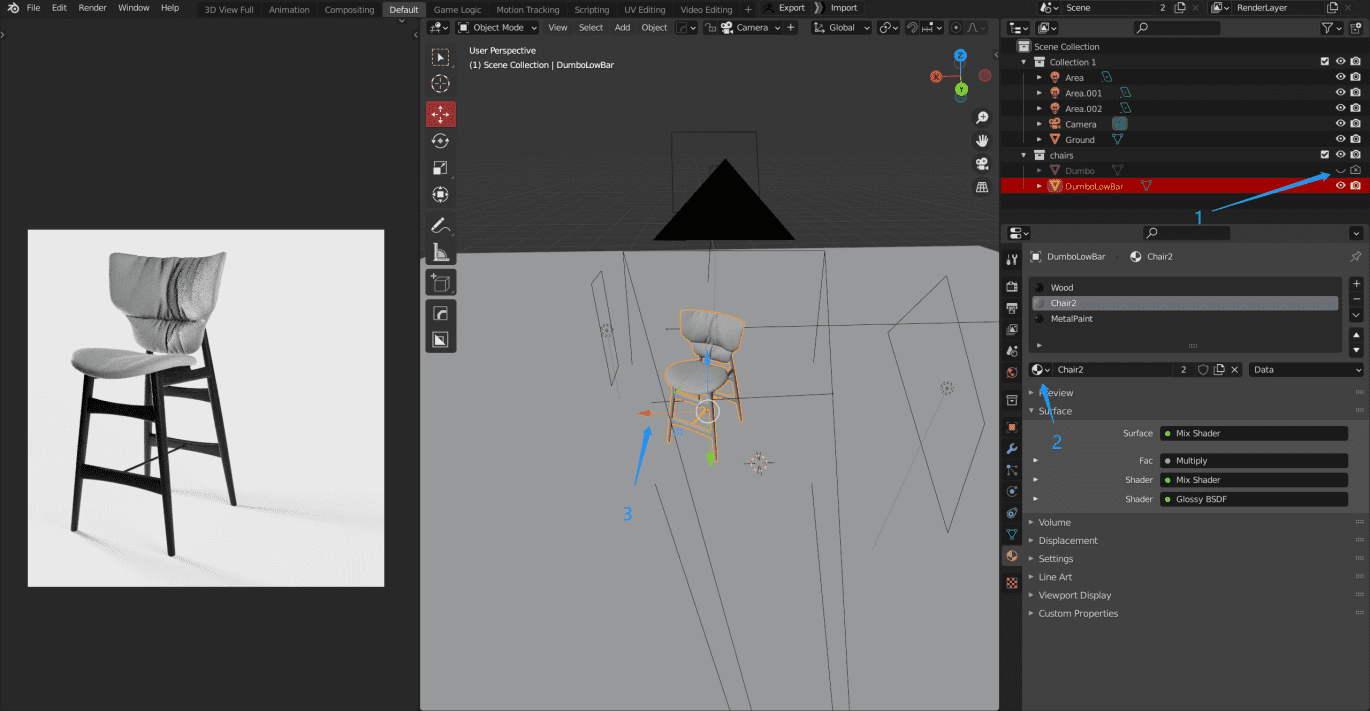 File Edit Render Window Help 3D View Full Animation Compositing Default Game Logic Motion Tracking Scripting UV Editing Video Editing + Export Import Scene 2 RenderLayer
Object Mode View Select Add Object Camera Global
User Perspective
(1) Scene Collection | DumboLowBar
Z
X
Y
Scene Collection
Collection 1
Area
Area.001
Area.002
Camera
Ground
chairs
Dumbo
DumboLowBar
1
DumboLowBar Chair2
Wood
Chair2
MetalPaint
Chair2 2 Data
Preview
Surface
2
Surface Mix Shader
Fac Multiply
Shader Mix Shader
Shader Glossy BSDF
Volume
Displacement
Settings
Line Art
Viewport Display
Custom Properties
3